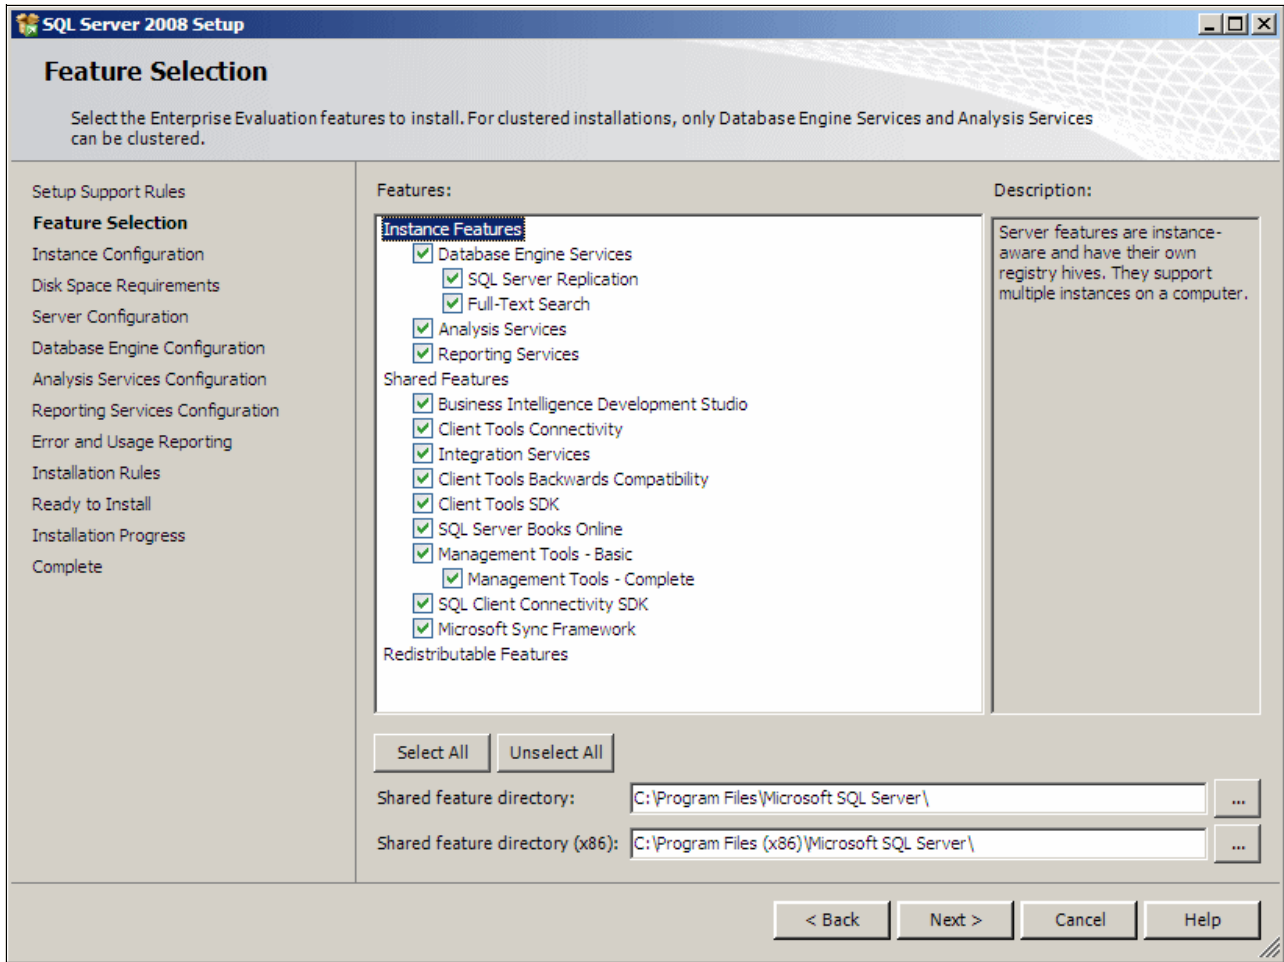 SQL Server 2008 Setup
Feature Selection
Select the Enterprise Evaluation features to install. For clustered installations, only Database Engine Services and Analysis Services
can be clustered.
Setup Support Rules
Feature Selection
Instance Configuration
Disk Space Requirements
Server Configuration
Database Engine Configuration
Analysis Services Configuration
Reporting Services Configuration
Error and Usage Reporting
Installation Rules
Ready to Install
Installation Progress
Complete
Features:
Instance Features
Database Engine Services
SQL Server Replication
Full-Text Search
Analysis Services
Reporting Services
Shared Features
Business Intelligence Development Studio
Client Tools Connectivity
Integration Services
Client Tools Backwards Compatibility
Client Tools SDK
SQL Server Books Online
Management Tools - Basic
Management Tools - Complete
SQL Client Connectivity SDK
Microsoft Sync Framework
Redistributable Features
Description:
Server features are instance-
aware and have their own
registry hives. They support
multiple instances on a computer.
Select All
Unselect All
Shared feature directory:
C:\Program Files\Microsoft SQL Server\
...
Shared feature directory (x86):
C:\Program Files (x86)\Microsoft SQL Server\
...
< Back
Next >
Cancel
Help